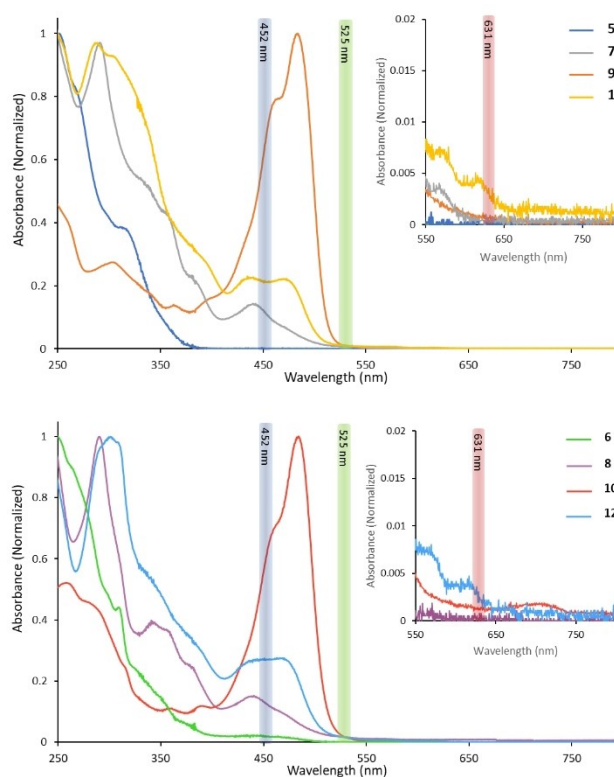 1
0.8
0.6
0.4
0.2
0
Absorbance (Normalized)
250 350 450 550 650 750
Wavelength (nm)
452 nm
525 nm
0.02
0.015
0.01
0.005
0
Absorbance (Normalized)
550 650 750
Wavelength (nm)
631 nm
5
7
9
1
1
0.8
0.6
0.4
0.2
0
Absorbance (Normalized)
250 350 450 550 650 750
Wavelength (nm)
452 nm
525 nm
0.02
0.015
0.01
0.005
0
Absorbance (Normalized)
550 650 750
Wavelength (nm)
631 nm
6
8
10
12